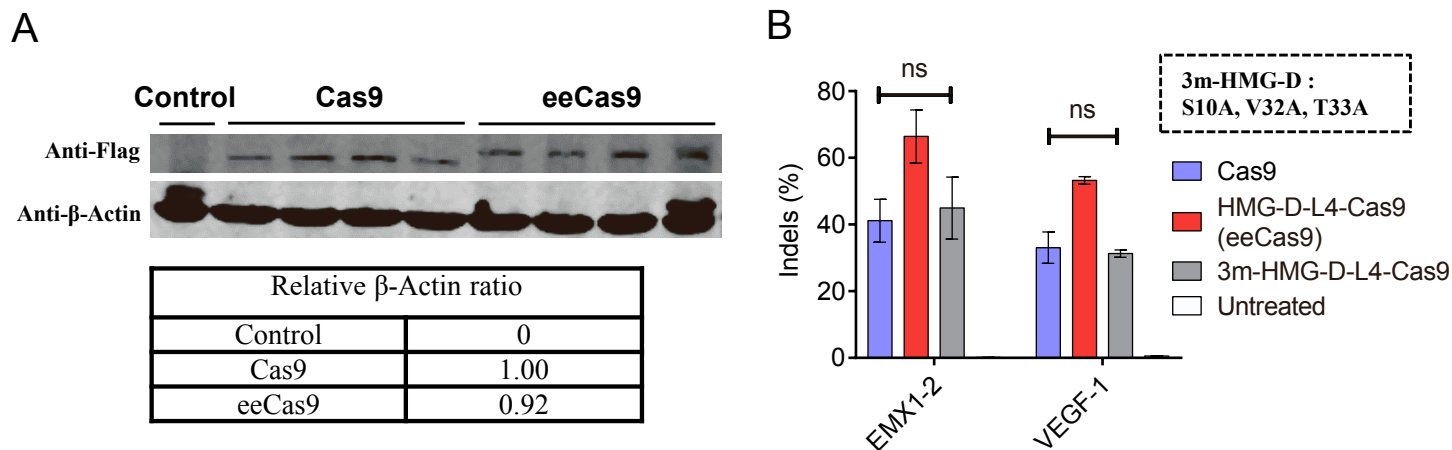 A
Control Cas9 eeCas9
Anti-Flag
Anti-β-Actin
Relative β-Actin ratio
Control 0
Cas9 1.00
eeCas9 0.92
B
3m-HMG-D :
S10A, V32A, T33A
ns
ns
80
60
40
20
0
Indels (%)
EMX1-2
VEGF-1
Cas9
HMG-D-L4-Cas9
(eeCas9)
3m-HMG-D-L4-Cas9
Untreated